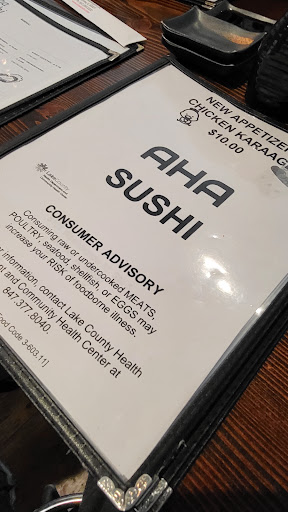 NEW APPETIZER
CHICKEN KARAAGE
$10.00
AHA
SUSHI
Lake County
CONSUMER ADVISORY
Consuming raw or undercooked MEATS,
POULTRY, seafood, shellfish, or EGGS may
increase your RISK of foodborne illness.
information, contact Lake County Health
and Community Health Center at
847.377.8040.
Food Code 3-603.11]